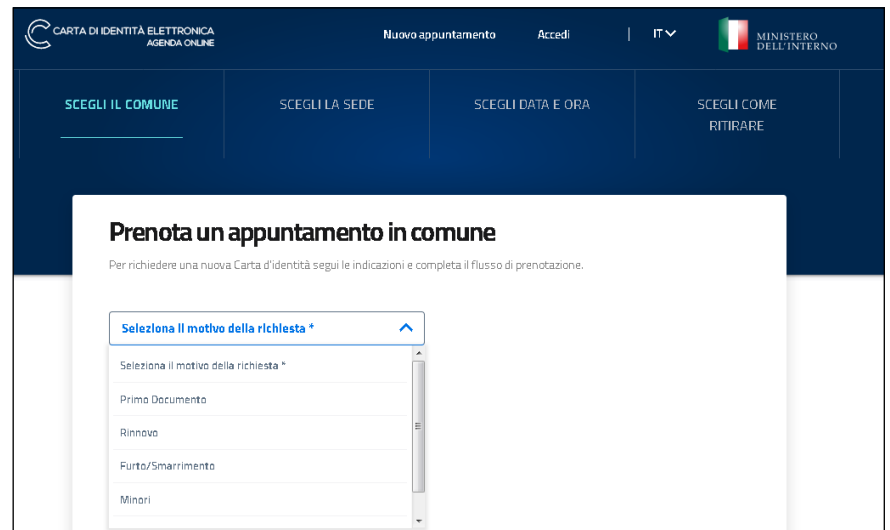 CARTA DI IDENTITÀ ELETTRONICA
AGENDA ONLINE
Nuovo appuntamento
Accedi
|
IT
MINISTERO
DELL'INTERNO
SCEGLI IL COMUNE
SCEGLI LA SEDE
SCEGLI DATA E ORA
SCEGLI COME
RITIRARE
Prenota un appuntamento in comune
Per richiedere una nuova Carta d'identità segui le indicazioni e completa il flusso di prenotazione.
Seleziona il motivo della richiesta *
Seleziona il motivo della richiesta *
Primo Documento
Rinnovo
Furto/Smarrimento
Minori